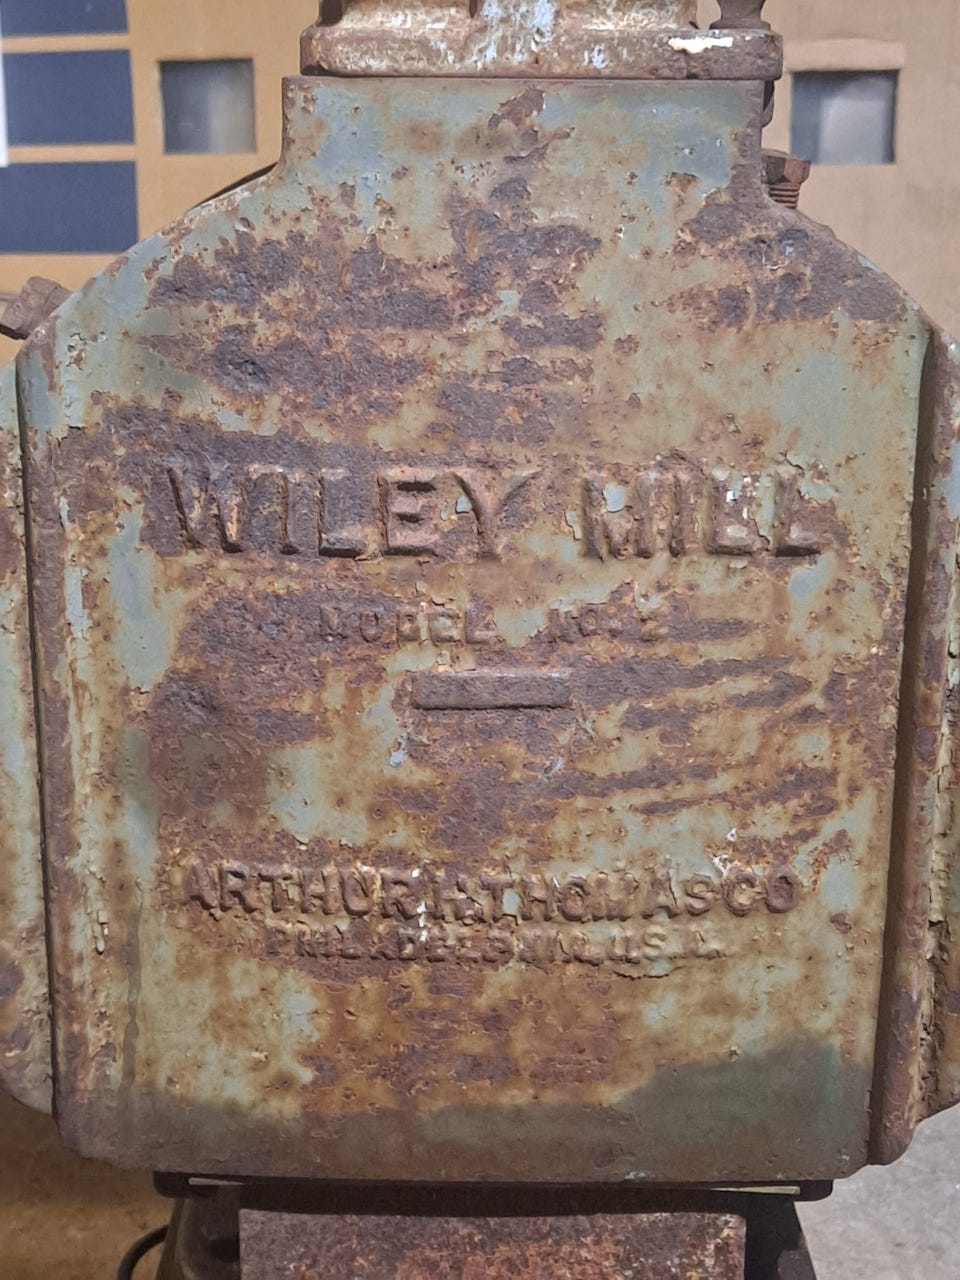 WILEY MILL
MODEL NO. 2
ARTHUR H. THOMAS CO
PHILADELPHIA, U.S.A.